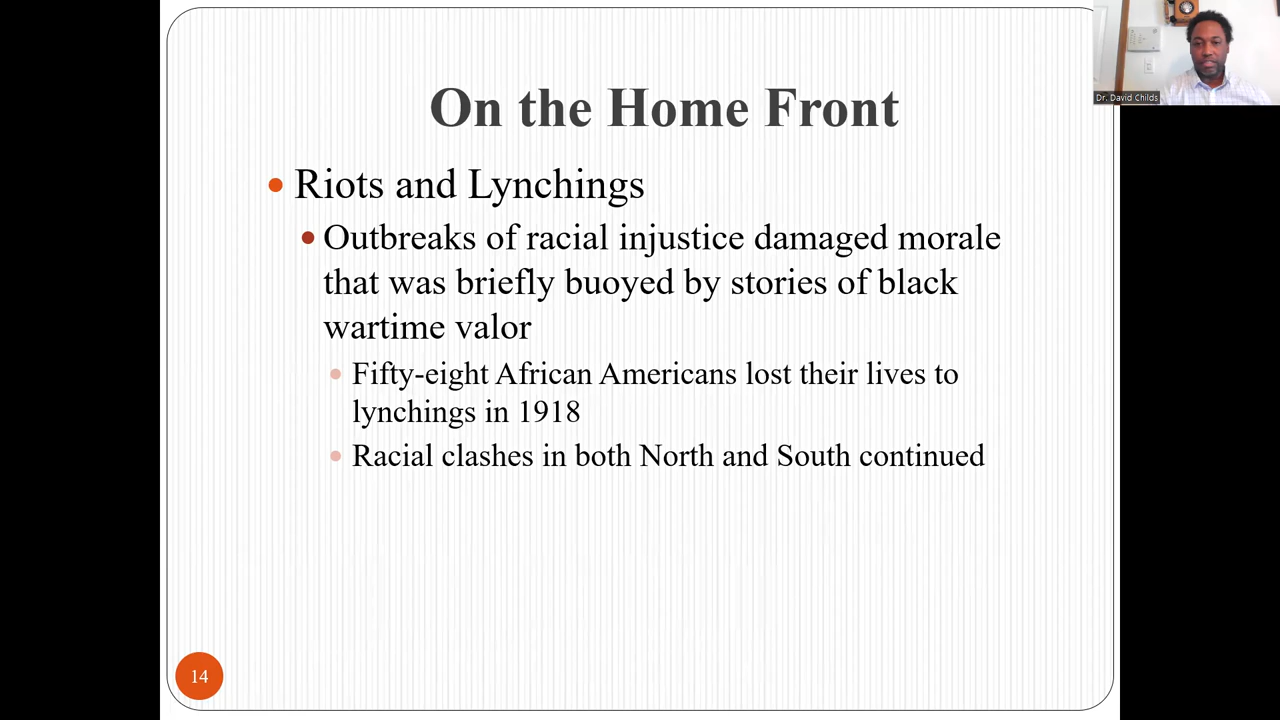 Dr. David Childs
On the Home Front
Riots and Lynchings
Outbreaks of racial injustice damaged morale
that was briefly buoyed by stories of black
wartime valor
Fifty-eight African Americans lost their lives to
lynchings in 1918
Racial clashes in both North and South continued
14